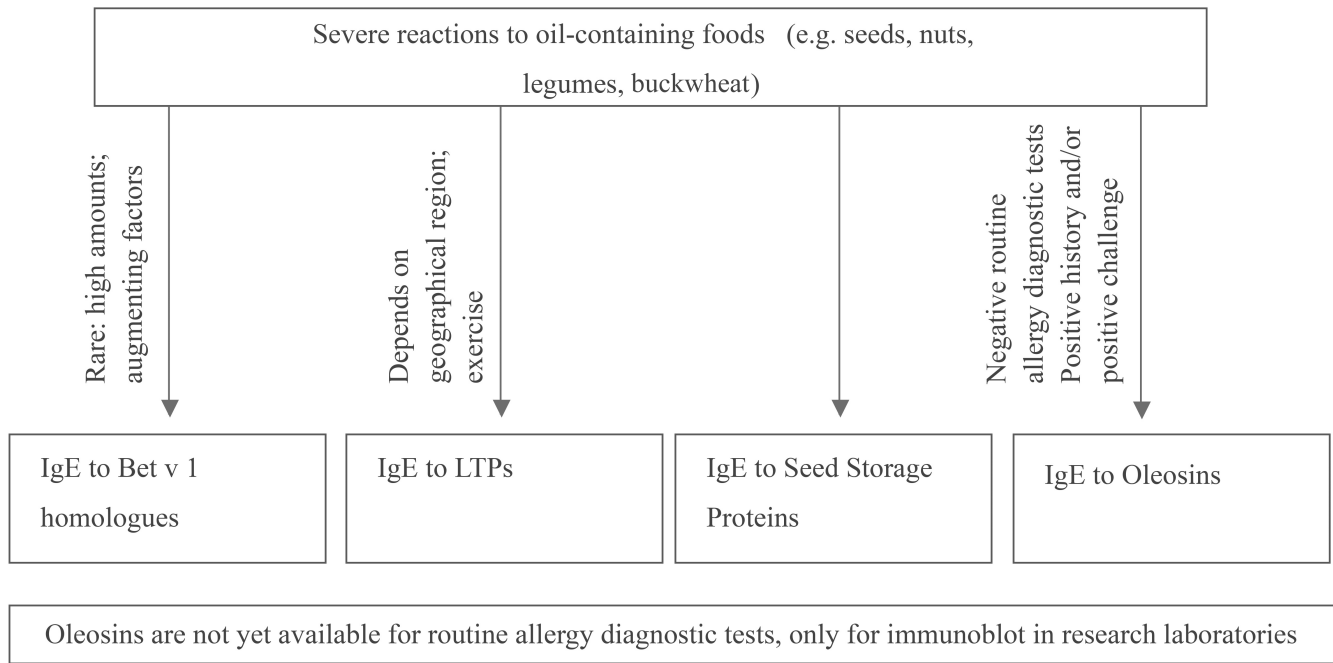 Severe reactions to oil-containing foods (e.g. seeds, nuts,
legumes, buckwheat)
Rare: high amounts;
augmenting factors
Depends on
geographical region;
exercise
Negative routine
allergy diagnostic tests
Positive history and/or
positive challenge
IgE to Bet v 1
homologues
IgE to LTPs
IgE to Seed Storage
Proteins
IgE to Oleosins
Oleosins are not yet available for routine allergy diagnostic tests, only for immunoblot in research laboratories